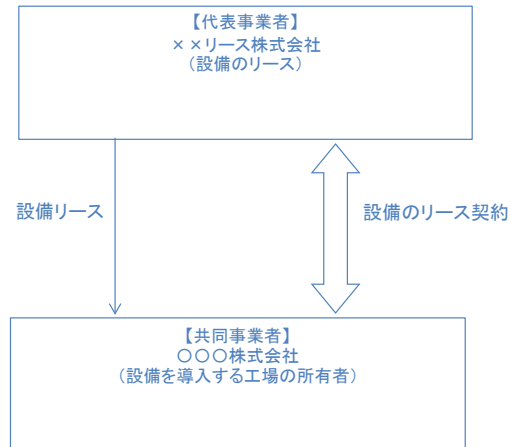 【代表事業者】
××リース株式会社
（設備のリース）
設備リース
設備のリース契約
【共同事業者】
〇〇〇株式会社
（設備を導入する工場の所有者）